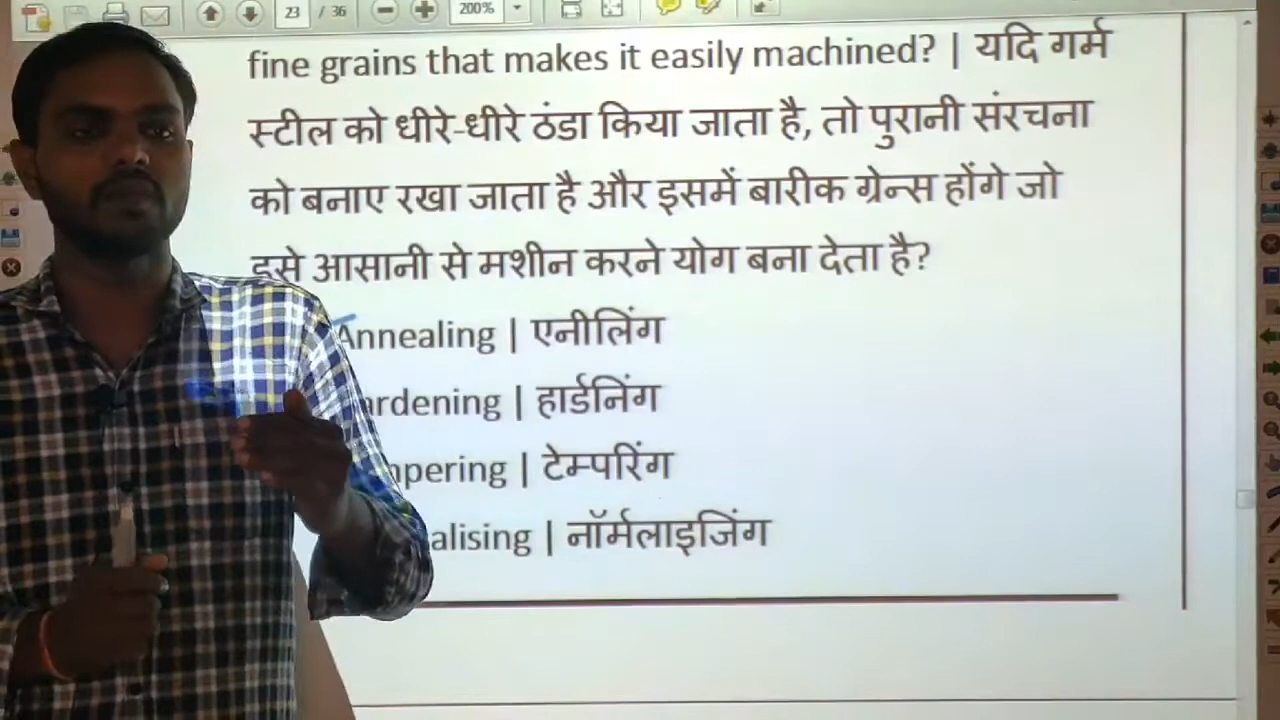 23 / 36 200%
fine grains that makes it easily machined? | यदि गर्म
स्टील को धीरे-धीरे ठंडा किया जाता है, तो पुरानी संरचना
को बनाए रखा जाता है और इसमें बारीक ग्रेन्स होंगे जो
इसे आसानी से मशीन करने योग बना देता है?
Annealing | एनीलिंग
ardening | हार्डनिंग
pering | टेम्परिंग
alising | नॉर्मलाइजिंग